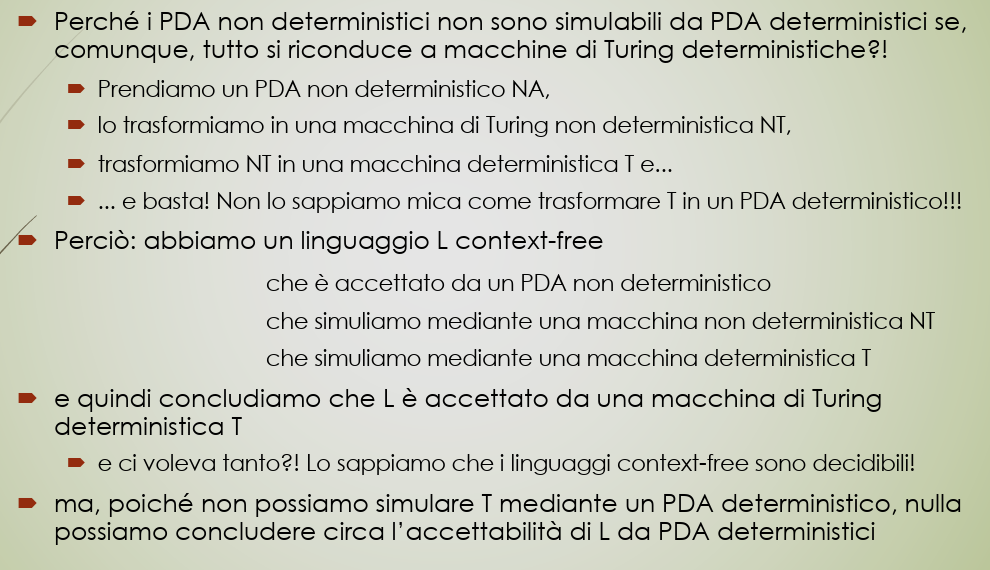 Perché i PDA non deterministici non sono simulabili da PDA deterministici se,
comunque, tutto si riconduce a macchine di Turing deterministiche?!
Prendiamo un PDA non deterministico NA,
lo trasformiamo in una macchina di Turing non deterministica NT,
trasformiamo NT in una macchina deterministica T e...
... e basta! Non lo sappiamo mica come trasformare T in un PDA deterministico!!!
Perciò: abbiamo un linguaggio L context-free
che è accettato da un PDA non deterministico
che simuliamo mediante una macchina non deterministica NT
che simuliamo mediante una macchina deterministica T
e quindi concludiamo che L è accettato da una macchina di Turing
deterministica T
e ci voleva tanto?! Lo sappiamo che i linguaggi context-free sono decidibili!
ma, poiché non possiamo simulare T mediante un PDA deterministico, nulla
possiamo concludere circa l’accettabilità di L da PDA deterministici